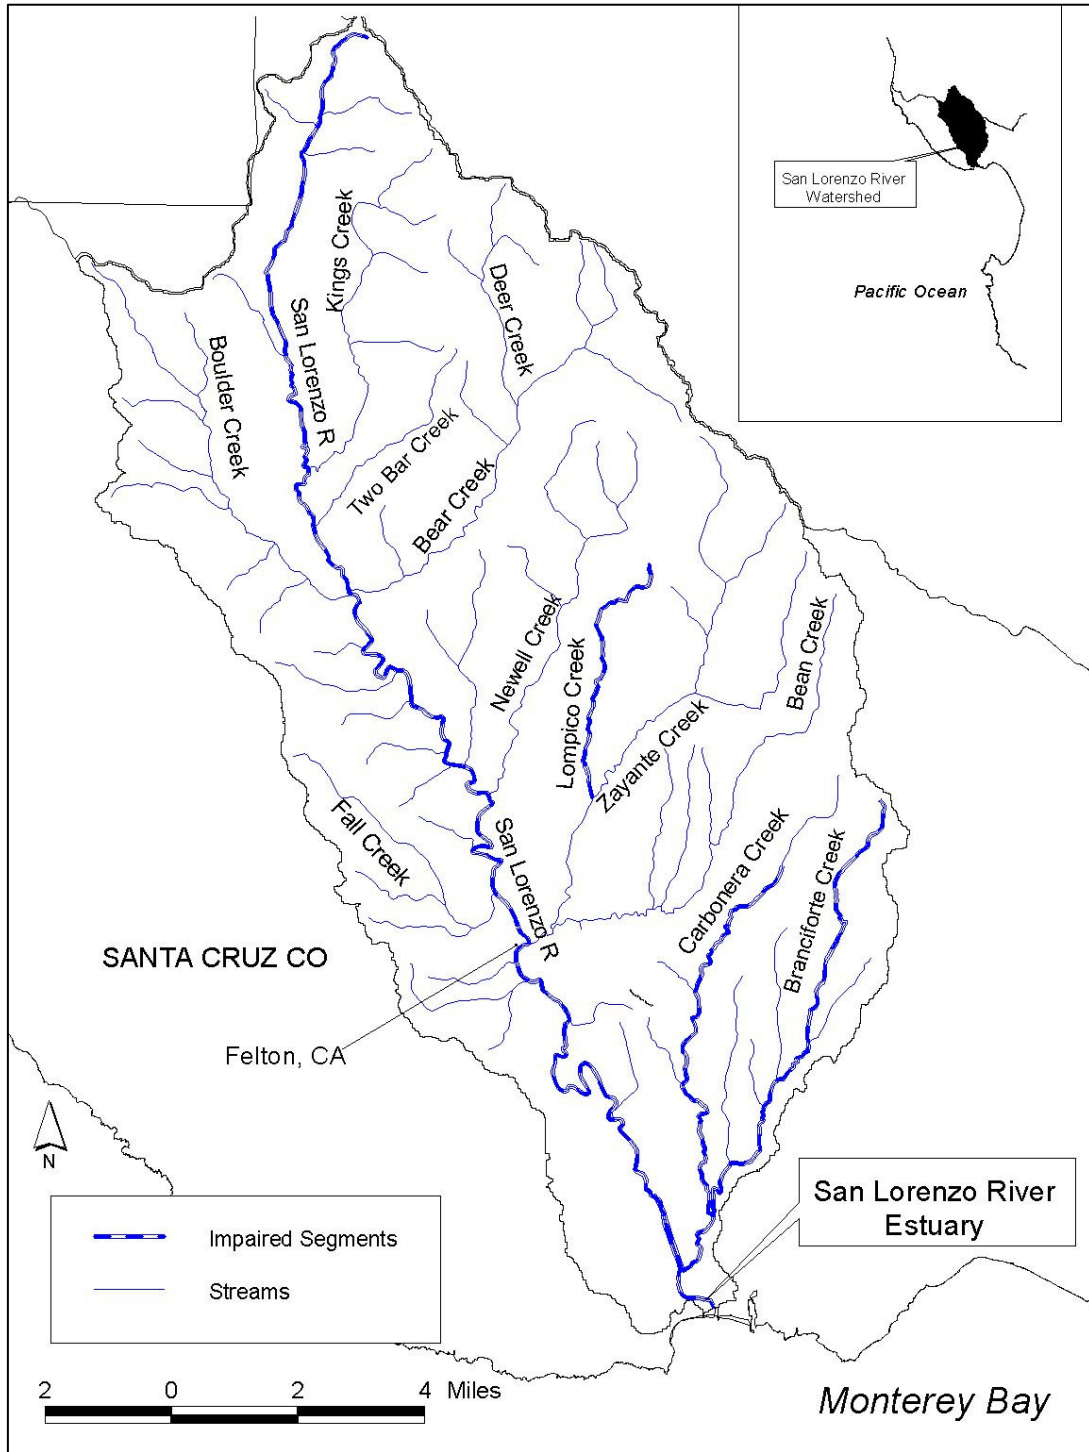 San Lorenzo River
Watershed
Pacific Ocean
Kings Creek
Deer Creek
San Lorenzo R
Boulder Creek
Two Bar Creek
Bear Creek
Newell Creek
Lompico Creek
Bean Creek
Zayante Creek
Fall Creek
San Lorenzo R
Carbonera Creek
Branciforte Creek
SANTA CRUZ CO
Felton, CA
N
San Lorenzo River
Estuary
Impaired Segments
Streams
2 0 2 4 Miles
Monterey Bay